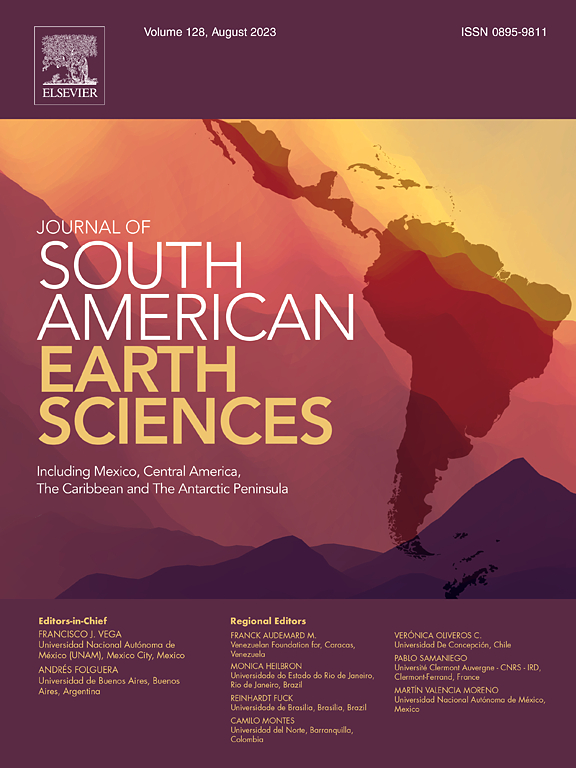 Volume 128, August 2023
ISSN 0895-9811
ELSEVIER
JOURNAL OF
SOUTH
AMERICAN
EARTH
SCIENCES
Including Mexico, Central America,
The Caribbean and The Antarctic Peninsula
Editors-in-Chief
FRANCISCO J. VEGA
Universidad Nacional Autónoma de
México (UNAM), Mexico City, Mexico
ANDRÉS FOLGUERA
Universidad de Buenos Aires, Buenos
Aires, Argentina
Regional Editors
FRANCK AUDEMARD M.
Venezuelan Foundation for, Caracas,
Venezuela
MONICA HEILBRON
Universidade do Estado do Rio de Janeiro,
Rio de Janeiro, Brazil
REINHARDT FUCK
Universidade de Brasilia, Brasilia, Brazil
CAMILO MONTES
Universidad del Norte, Barranquillo,
Colombia
VERÓNICA OLIVEROS C.
Universidad De Concepción, Chile
PABLO SAMANIEGO
Université Clermont Auvergne - CNRS - IRD,
Clermont-Ferrand, France
MARTÍN VALENCIA MORENO
Universidad Nacional Autónoma de México,
Mexico